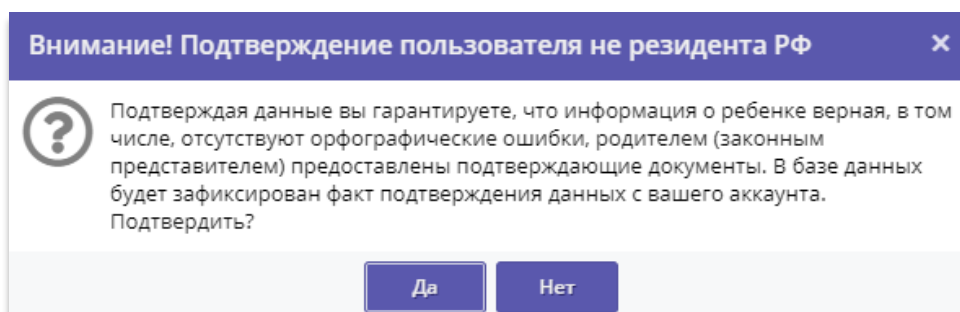 Внимание! Подтверждение пользователя не резидента РФ
Подтверждая данные вы гарантируете, что информация о ребенке верная, в том
числе, отсутствуют орфографические ошибки, родителем (законным
представителем) предоставлены подтверждающие документы. В базе данных
будет зафиксирован факт подтверждения данных с вашего аккаунта.
Подтвердить?
Да
Нет